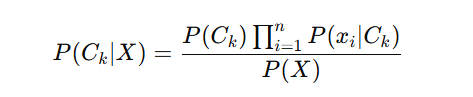 P(C_k|X) = \frac{P(C_k) \prod_{i=1}^{n} P(x_i|C_k)}{P(X)}